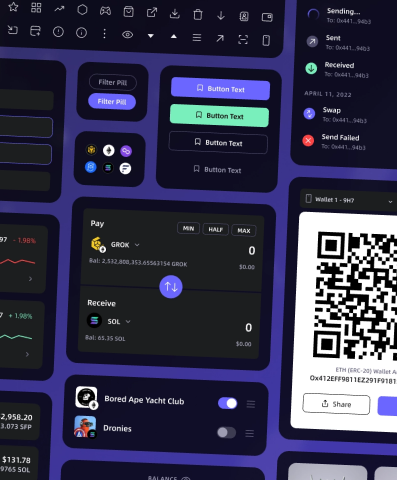 Sending...
To: 0x441...94b3
Sent
To: 0x441...94b3
Received
To: 0x441...94b3
APRIL 11, 2022
Swap
To: 0x441...94b3
Send Failed
To: 0x441...94b3
Filter Pill
Filter Pill
Button Text
Button Text
Button Text
Button Text
97 - 1.98%
97 + 1.98%
Pay
MIN HALF MAX
GROK 0
Bal: 2,532,808,353.65563154 GROK $0.00
Receive
SOL 0
Bal: 65.35 SOL $0.00
Wallet 1 - 9H7
ETH (ERC-20) Wallet A
Share
Bored Ape Yacht Club
Dronies
2,958.20
3.073 SFP
$131.78
9765 SOL
BALANCE